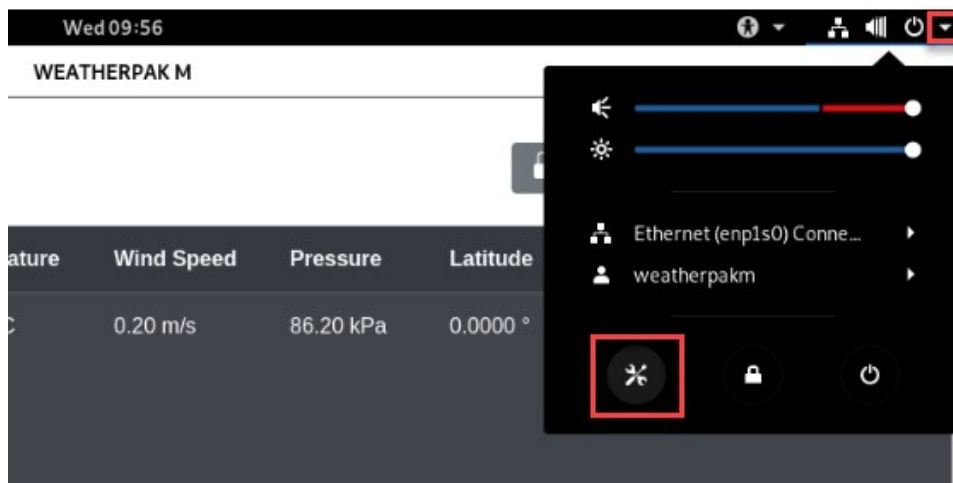 Wed 09:56
WEATHERPAK M
Ethernet (enp1s0) Conne...
weatherpakm
ature Wind Speed Pressure Latitude
0.20 m/s 86.20 kPa 0.0000 °